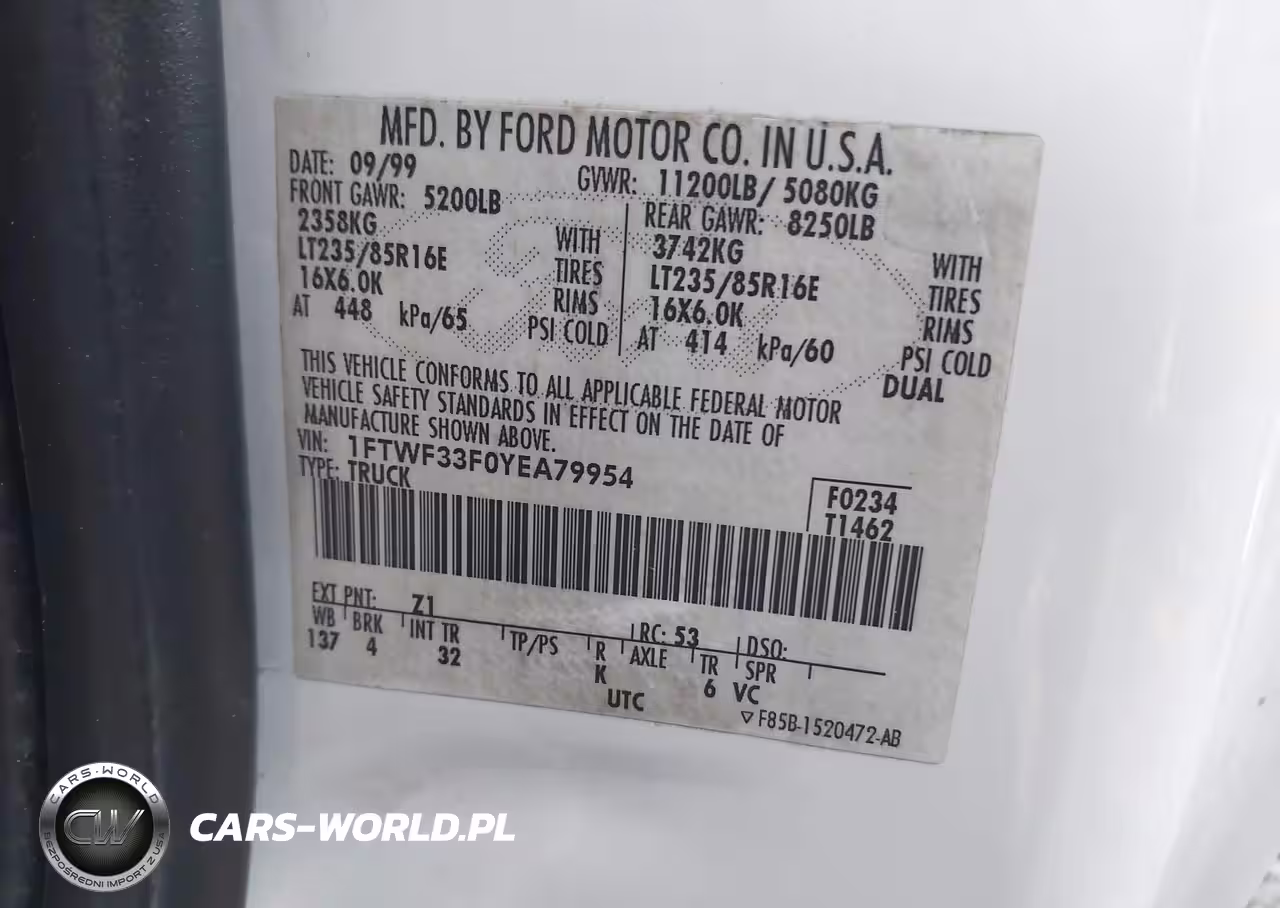 MFD. BY FORD MOTOR CO. IN U.S.A.
DATE: 09/99 GVWR: 11200LB/ 5080KG
FRONT GAWR: 5200LB REAR GAWR: 8250LB
2358KG WITH 3742KG WITH
LT235/85R16E TIRES LT235/85R16E TIRES
16X6.0K RIMS 16X6.0K RIMS
AT 448 kPa/65 PSI COLD AT 414 kPa/60 PSI COLD
DUAL
THIS VEHICLE CONFORMS TO ALL APPLICABLE FEDERAL MOTOR
VEHICLE SAFETY STANDARDS IN EFFECT ON THE DATE OF
MANUFACTURE SHOWN ABOVE.
VIN: 1FTWF33F0YEA79954
TYPE: TRUCK
F0234
T1462
EXT PNT: Z1 RC: 53 DSO:
WB BRK INT TR TP/PS R AXLE TR SPR
137 4 32 K 6 VC
UTC
F85B-1520472-AB
CARS-WORLD
CW
BEZPOŚREDNI IMPORT Z USA
CARS-WORLD.PL